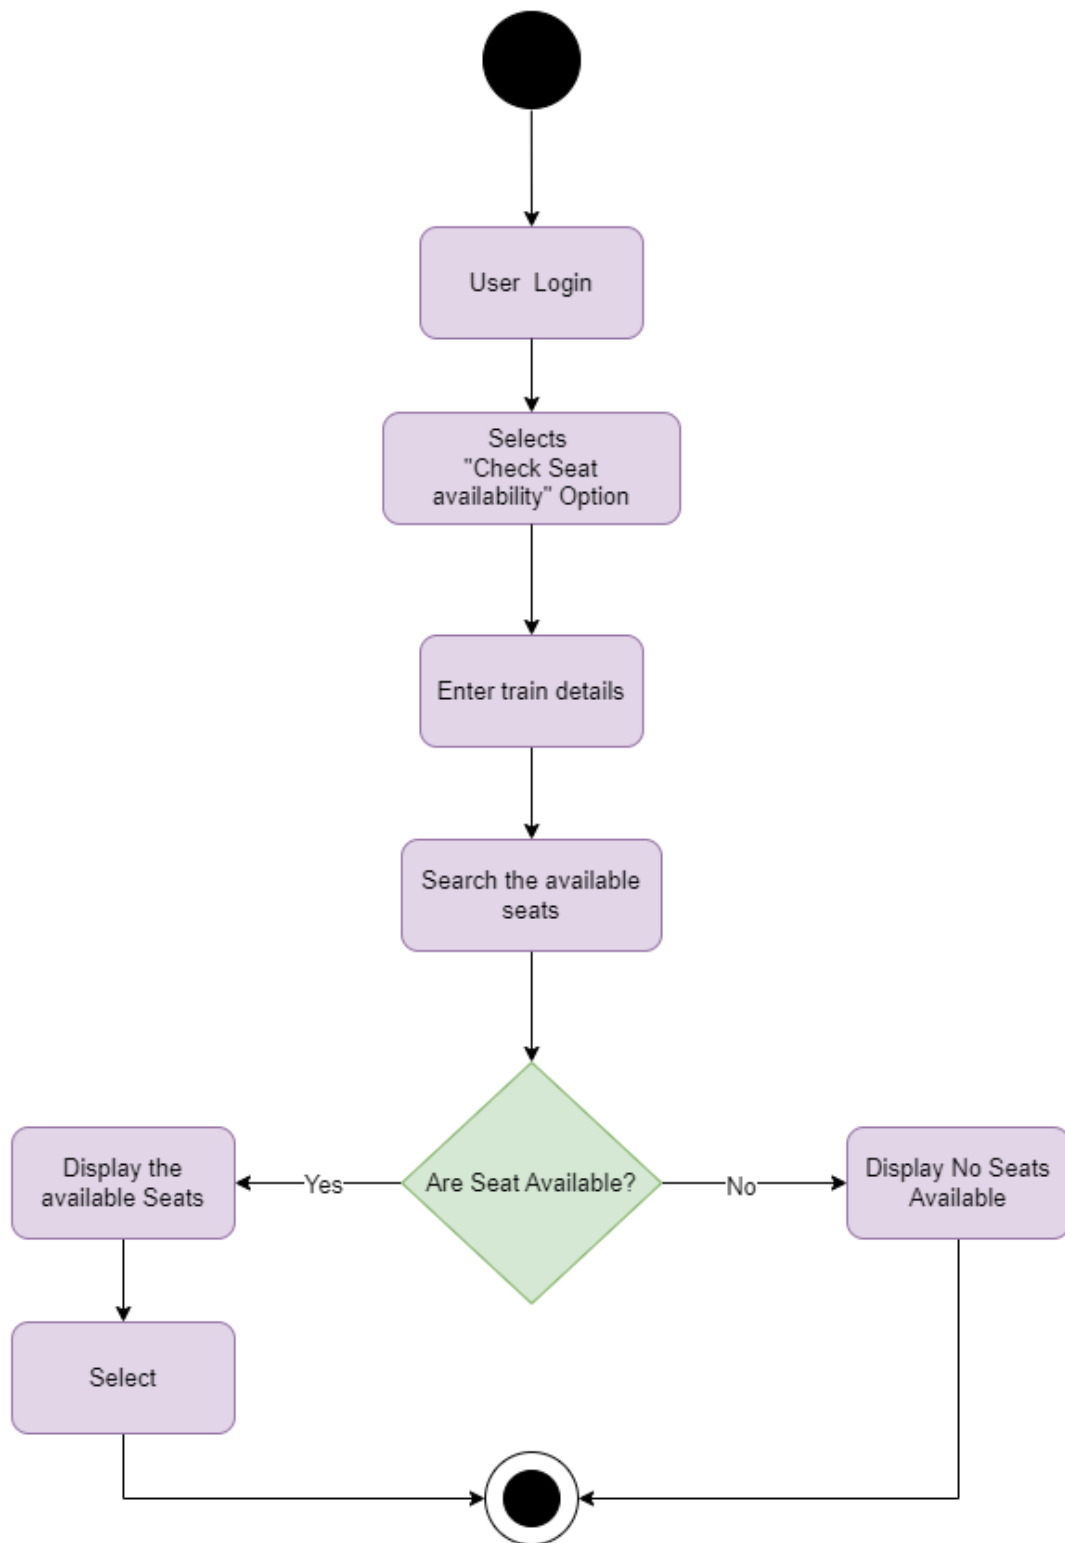 User  Login
Selects
"Check Seat
availability" Option
Enter train details
Search the available
seats
Are Seat Available?
Yes
No
Display the
available Seats
Display No Seats
Available
Select